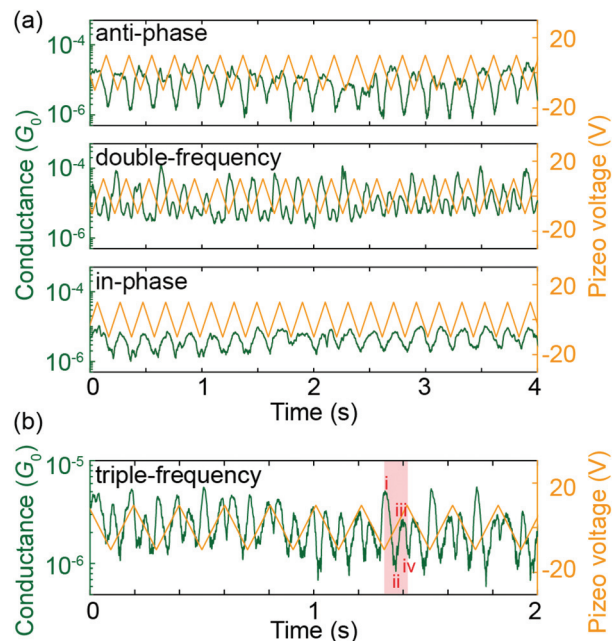 (a)
anti-phase
10⁻⁴
10⁻⁶
20
-20
double-frequency
10⁻⁴
10⁻⁶
20
-20
in-phase
10⁻⁴
10⁻⁶
20
-20
Conductance (G₀)
Pizeo voltage (V)
0 1 2 3 4
Time (s)
(b)
triple-frequency
10⁻⁵
10⁻⁶
20
-20
i
ii
iii
iv
Conductance (G₀)
Pizeo voltage (V)
0 1 2
Time (s)